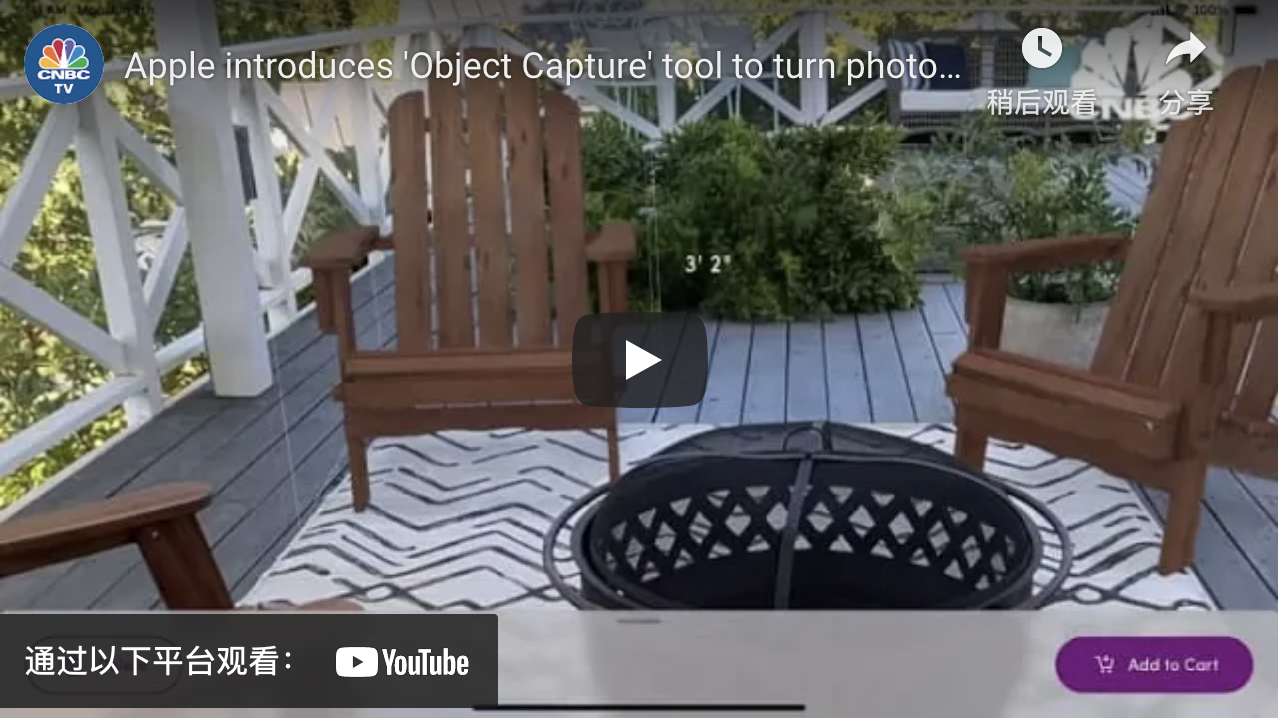 100%
CNBC
TV
Apple introduces 'Object Capture' tool to turn photo...
稍后观看
分享
3' 2"
通过以下平台观看：
YouTube
Add to Cart